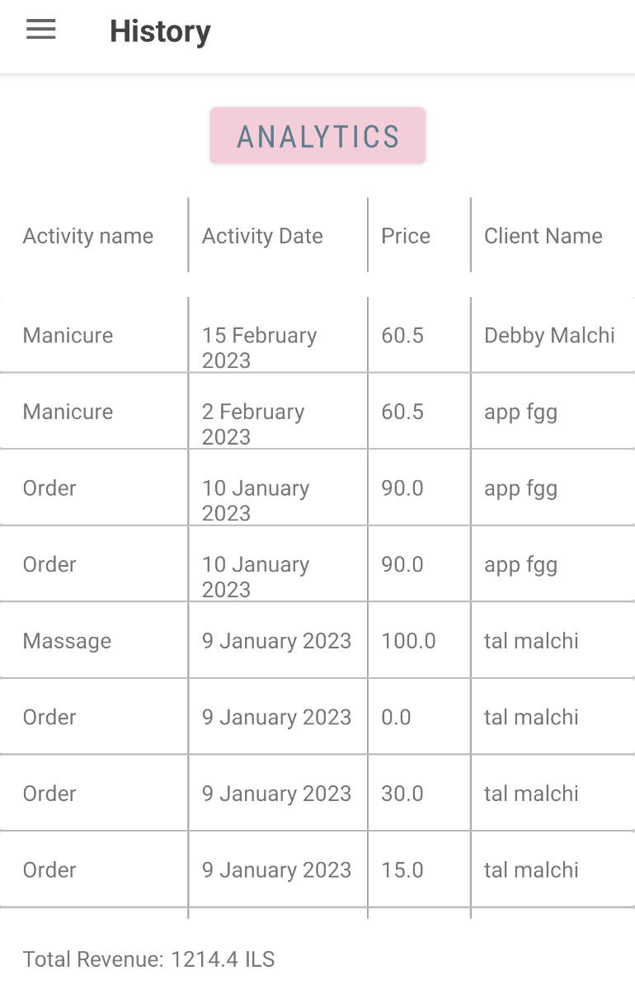 History
ANALYTICS
Activity name Activity Date Price Client Name
Manicure 15 February 2023 60.5 Debby Malchi
Manicure 2 February 2023 60.5 app fgg
Order 10 January 2023 90.0 app fgg
Order 10 January 2023 90.0 app fgg
Massage 9 January 2023 100.0 tal malchi
Order 9 January 2023 0.0 tal malchi
Order 9 January 2023 30.0 tal malchi
Order 9 January 2023 15.0 tal malchi
Total Revenue: 1214.4 ILS